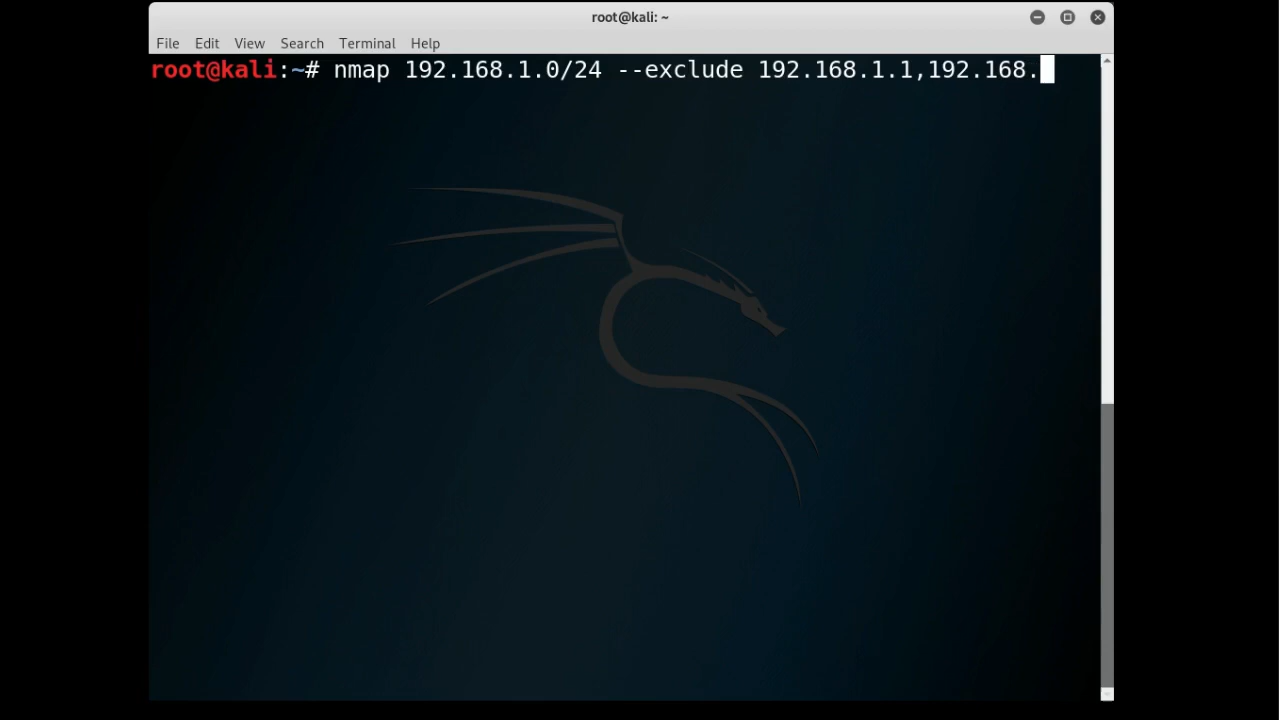 root@kali: ~
File Edit View Search Terminal Help
root@kali:~# nmap 192.168.1.0/24 --exclude 192.168.1.1,192.168.